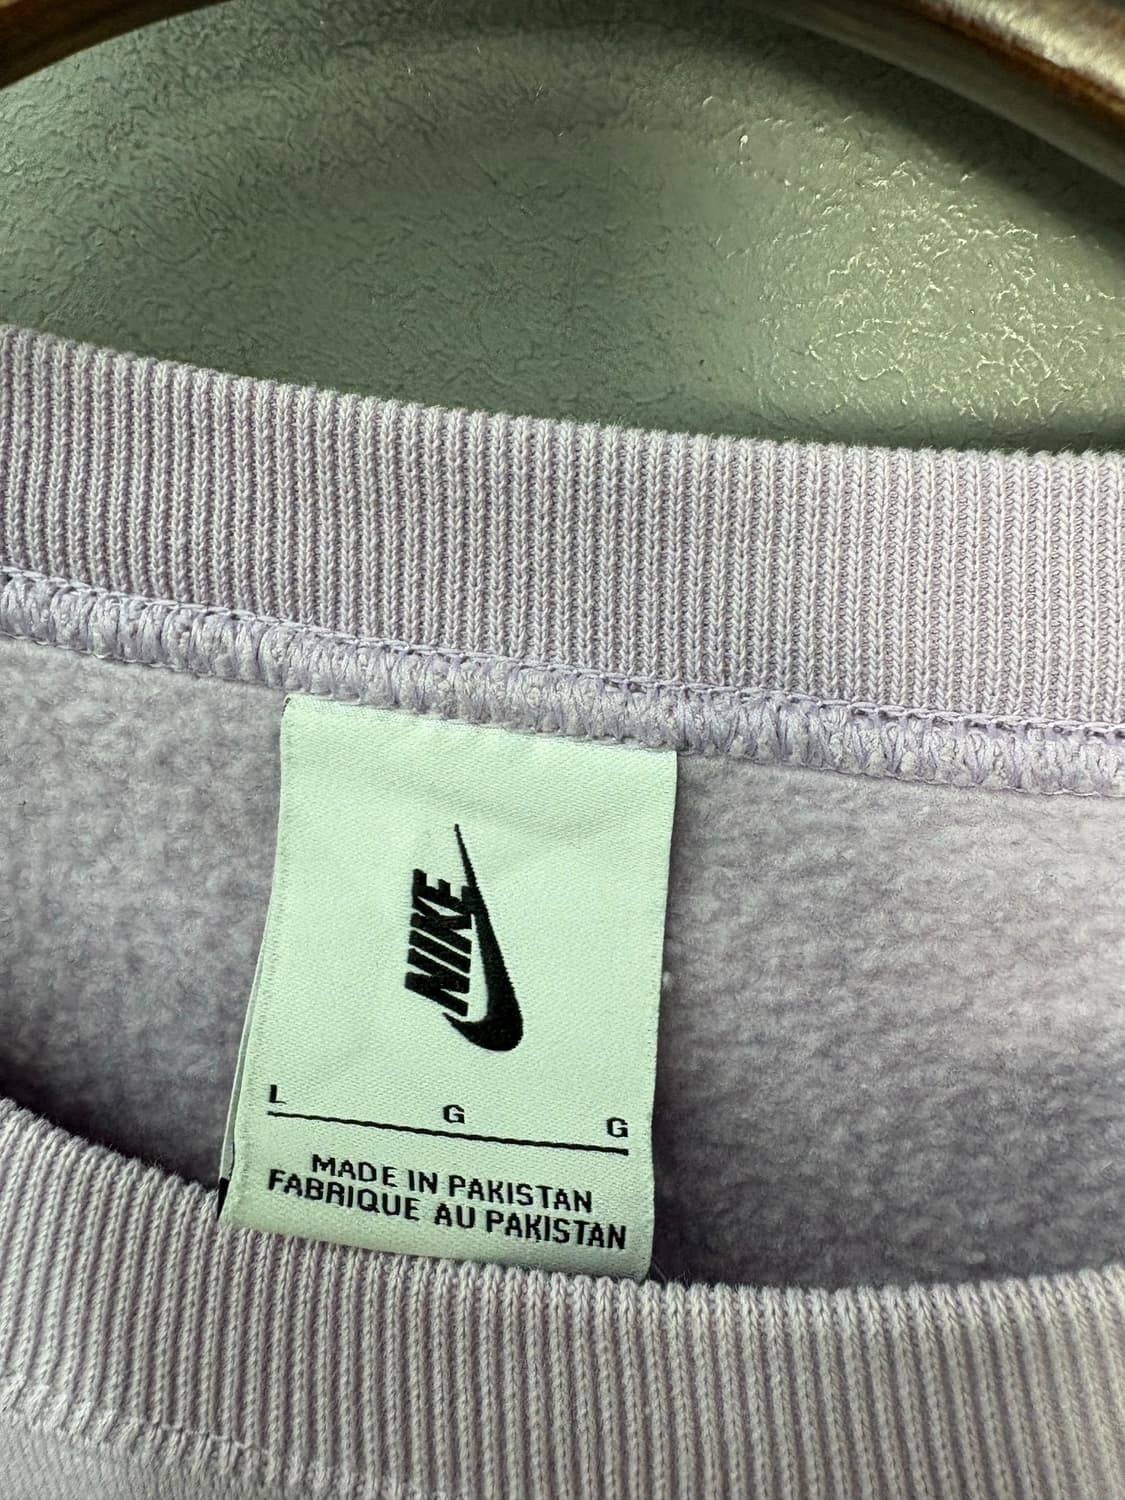 NIKE
L G G
MADE IN PAKISTAN
FABRIQUE AU PAKISTAN